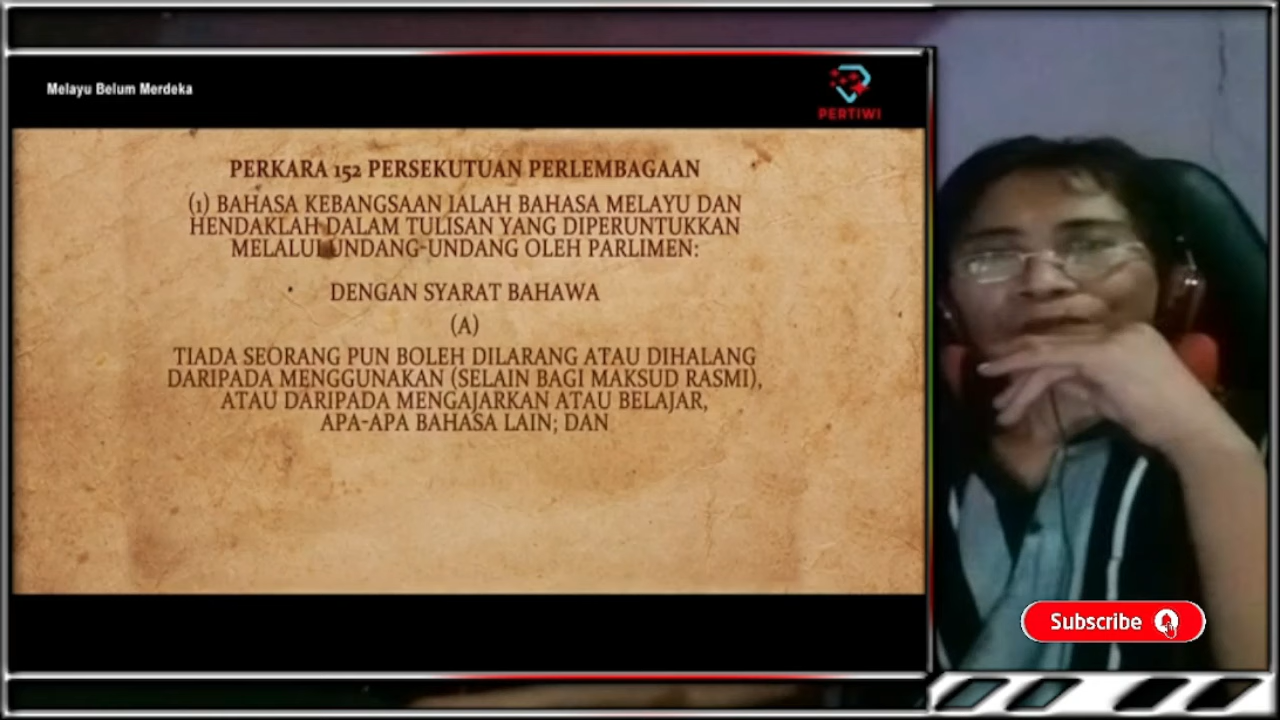 Melayu Belum Merdeka
PERTIWI
PERKARA 152 PERSEKUTUAN PERLEMBAGAAN
(1) BAHASA KEBANGSAAN IALAH BAHASA MELAYU DAN
HENDAKLAH DALAM TULISAN YANG DIPERUNTUKKAN
MELALUI UNDANG-UNDANG OLEH PARLIMEN:
DENGAN SYARAT BAHAWA
(A)
TIADA SEORANG PUN BOLEH DILARANG ATAU DIHALANG
DARIPADA MENGGUNAKAN (SELAIN BAGI MAKSUD RASMI),
ATAU DARIPADA MENGAJARKAN ATAU BELAJAR,
APA-APA BAHASA LAIN; DAN
Subscribe